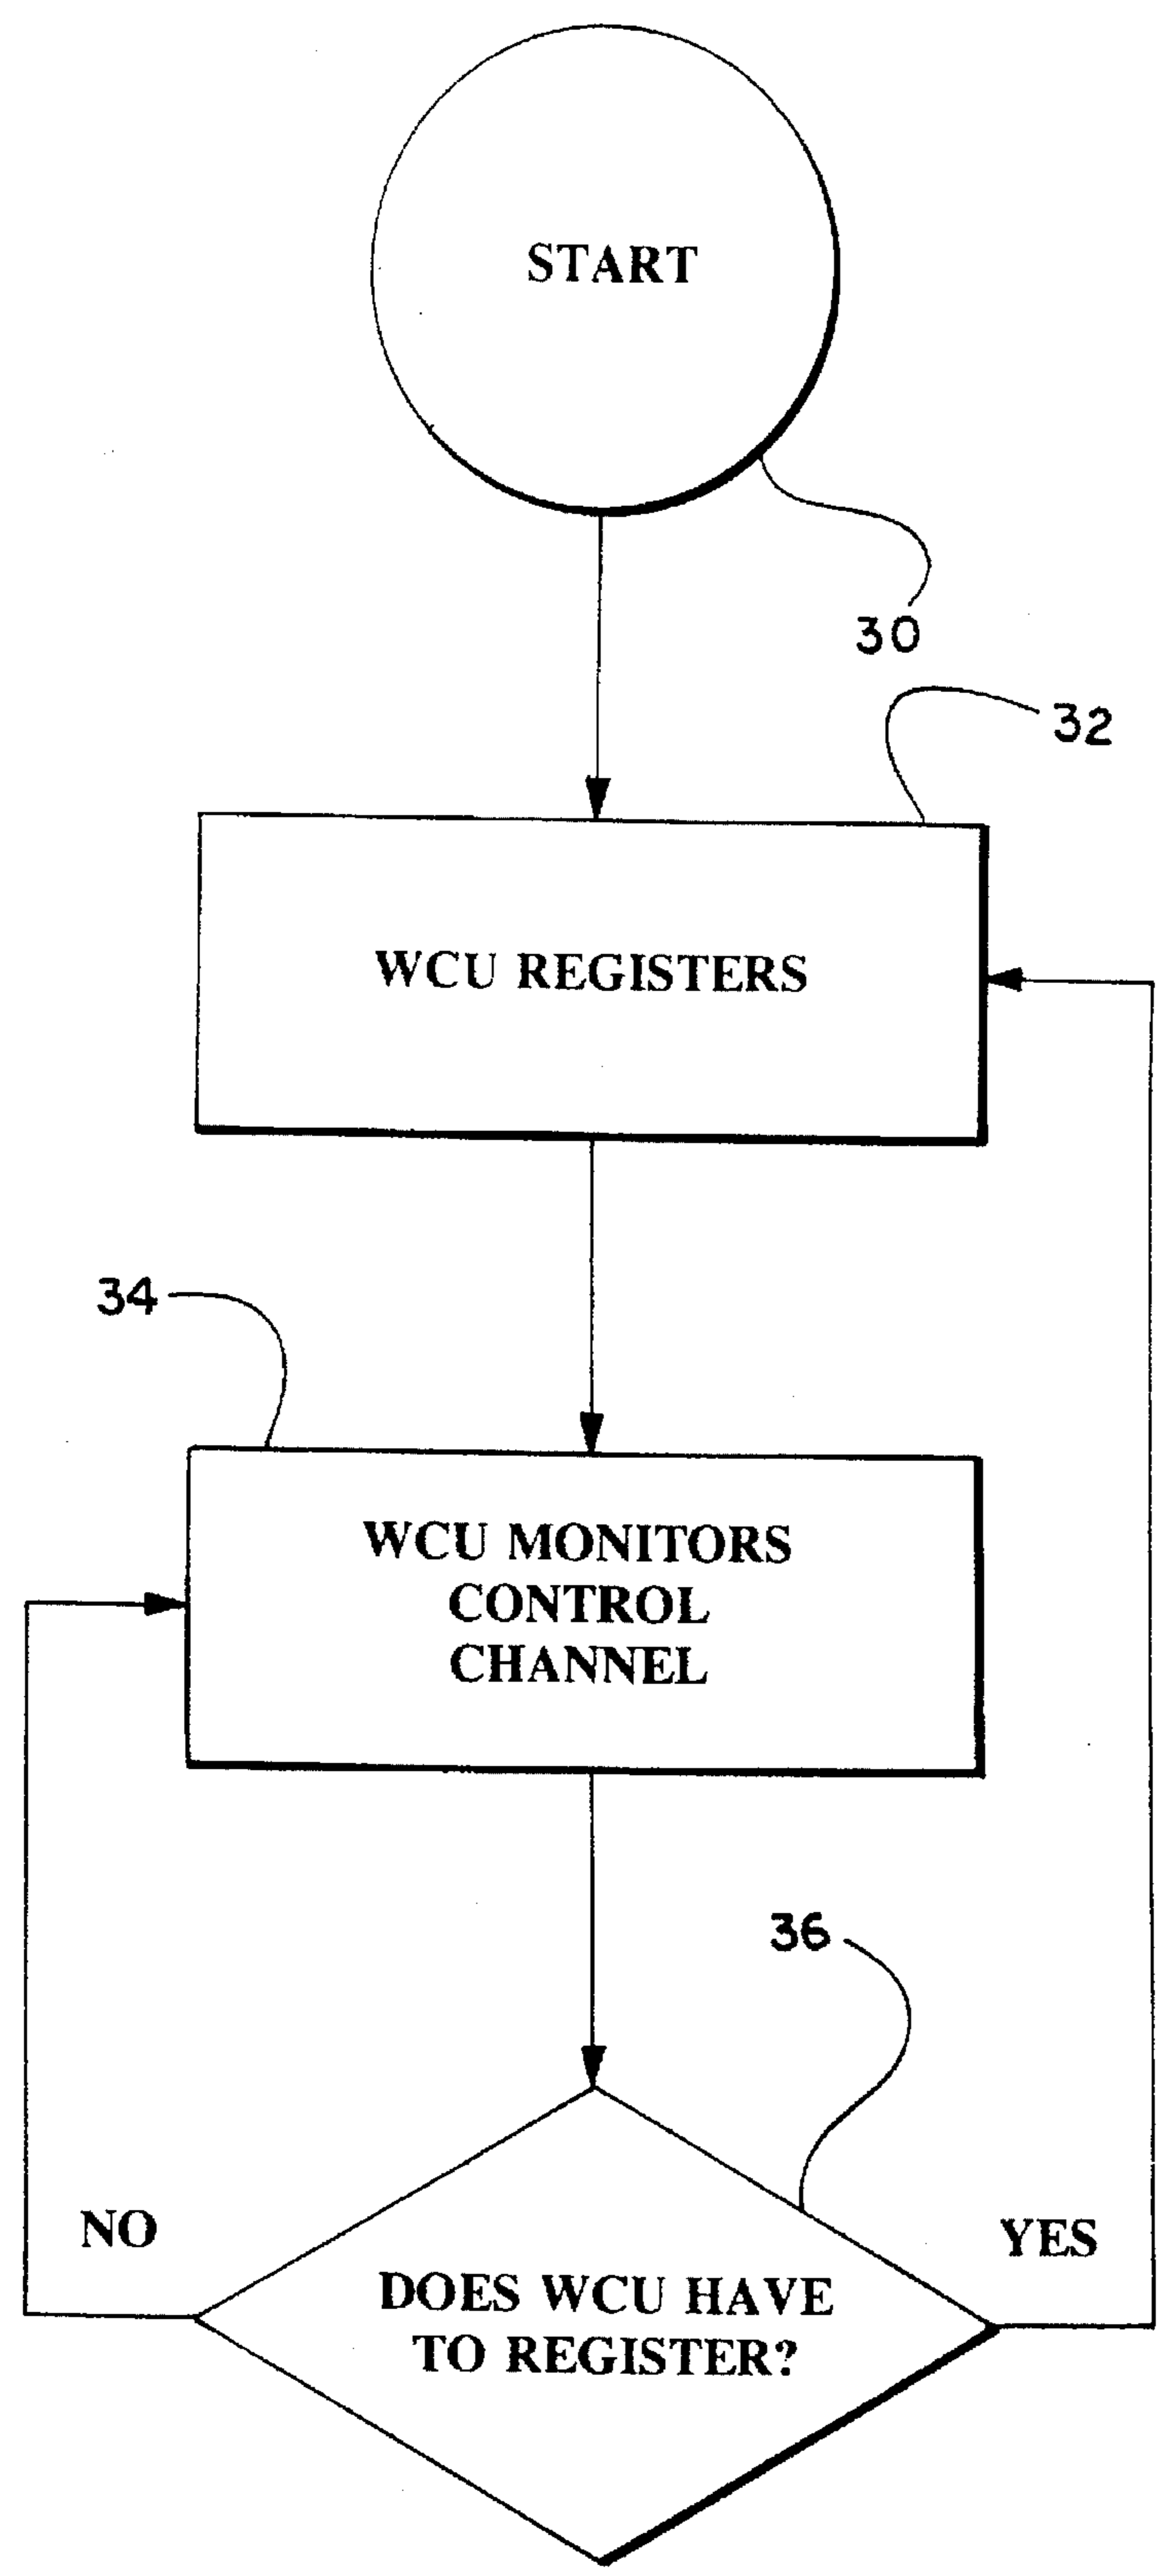 START
30
32
WCU REGISTERS
34
WCU MONITORS
CONTROL
CHANNEL
36
NO
YES
DOES WCU HAVE
TO REGISTER?